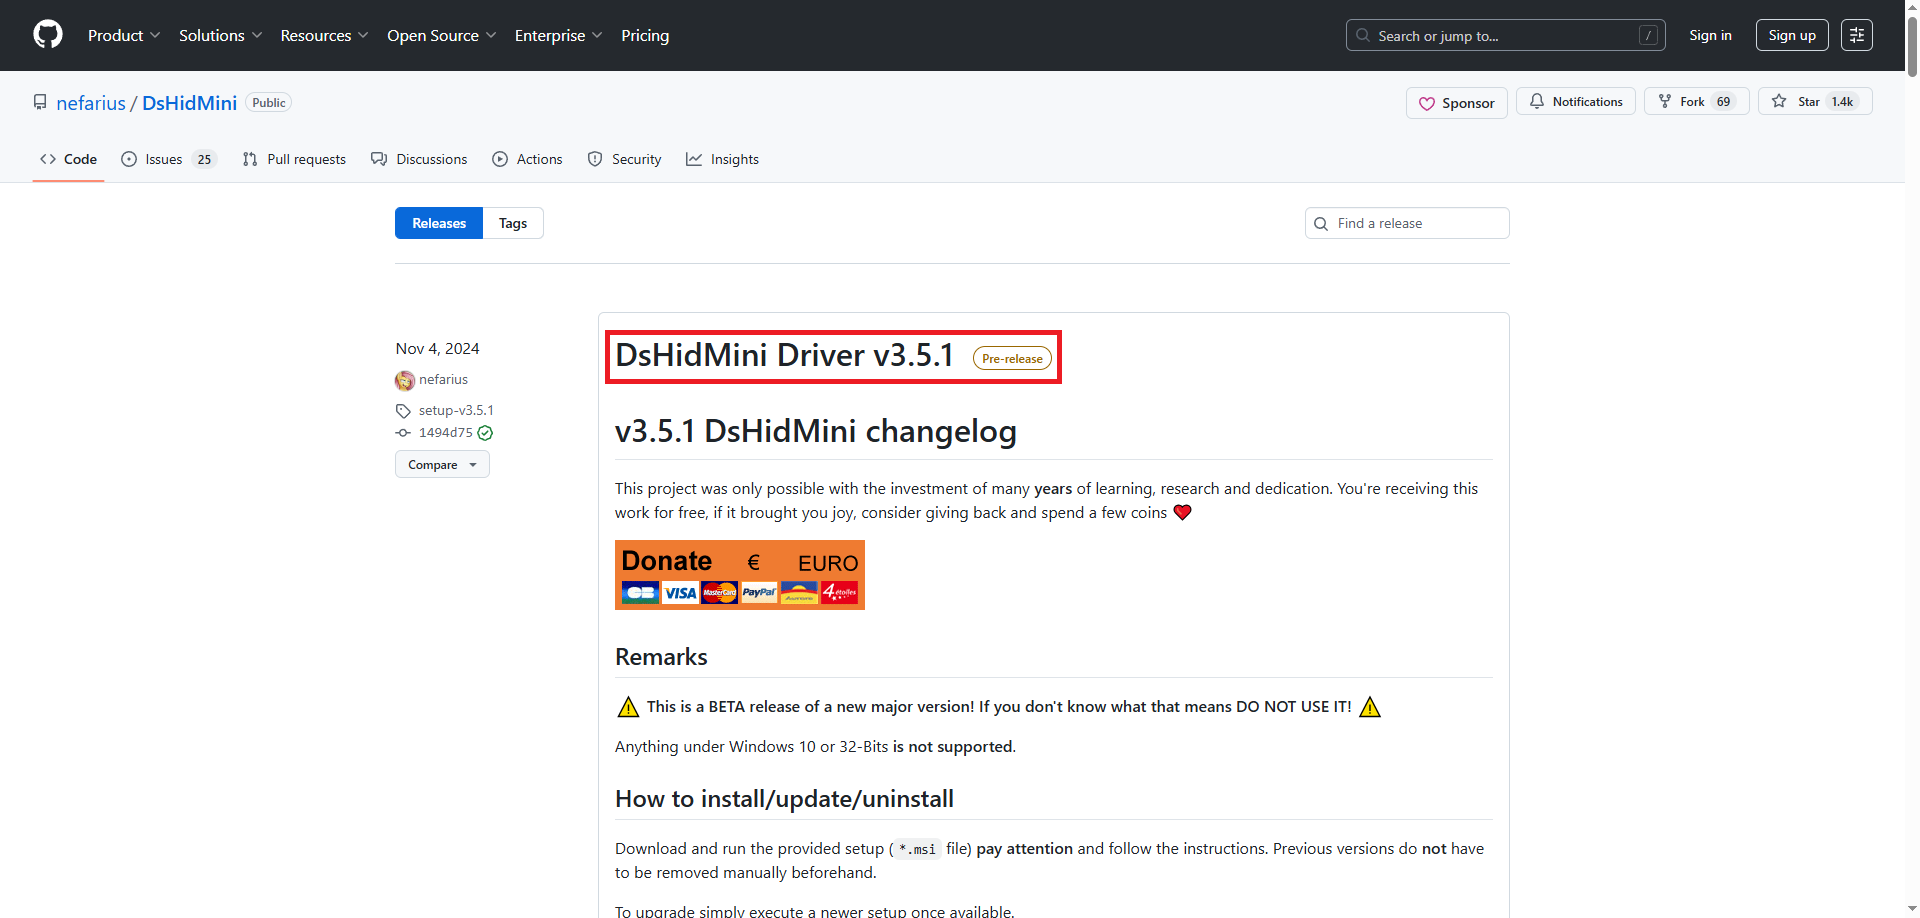 Product Solutions Resources Open Source Enterprise Pricing Search or jump to... / Sign in Sign up
nefarius / DsHidMini Public Sponsor Notifications Fork 69 Star 1.4k
Code Issues 25 Pull requests Discussions Actions Security Insights
Releases Tags Find a release
Nov 4, 2024
nefarius
setup-v3.5.1
1494d75
Compare
DsHidMini Driver v3.5.1 Pre-release
v3.5.1 DsHidMini changelog
This project was only possible with the investment of many years of learning, research and dedication. You're receiving this
work for free, if it brought you joy, consider giving back and spend a few coins ❤️
Donate € EURO
CB VISA MasterCard PayPal Aurore 4 étoiles
Remarks
⚠️ This is a BETA release of a new major version! If you don't know what that means DO NOT USE IT! ⚠️
Anything under Windows 10 or 32-Bits is not supported.
How to install/update/uninstall
Download and run the provided setup ( *.msi file) pay attention and follow the instructions. Previous versions do not have
to be removed manually beforehand.
To upgrade simply execute a newer setup once available.